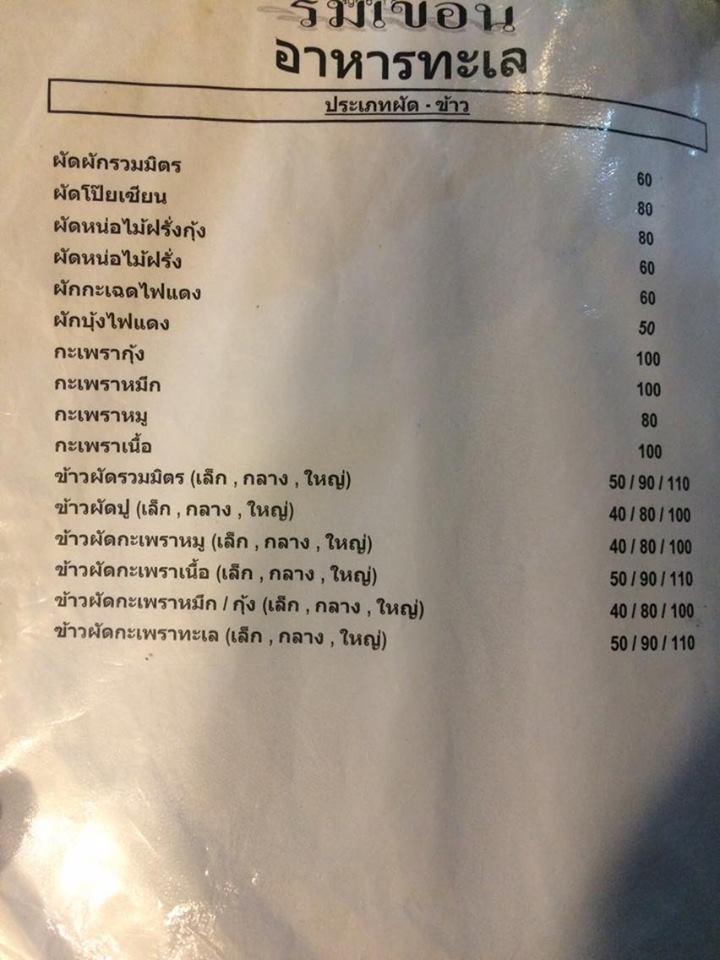 ริมเขื่อน
อาหารทะเล
ประเภทผัด - ข้าว
ผัดผักรวมมิตร 60
ผัดโป๊ยเซียน 80
ผัดหน่อไม้ฝรั่งกุ้ง 80
ผัดหน่อไม้ฝรั่ง 60
ผักกะเฉดไฟแดง 60
ผักบุ้งไฟแดง 50
กะเพรากุ้ง 100
กะเพราหมึก 100
กะเพราหมู 80
กะเพราเนื้อ 100
ข้าวผัดรวมมิตร (เล็ก , กลาง , ใหญ่) 50 / 90 / 110
ข้าวผัดปู (เล็ก , กลาง , ใหญ่) 40 / 80 / 100
ข้าวผัดกะเพราหมู (เล็ก , กลาง , ใหญ่) 40 / 80 / 100
ข้าวผัดกะเพราเนื้อ (เล็ก , กลาง , ใหญ่) 50 / 90 / 110
ข้าวผัดกะเพราหมึก / กุ้ง (เล็ก , กลาง , ใหญ่) 40 / 80 / 100
ข้าวผัดกะเพราทะเล (เล็ก , กลาง , ใหญ่) 50 / 90 / 110